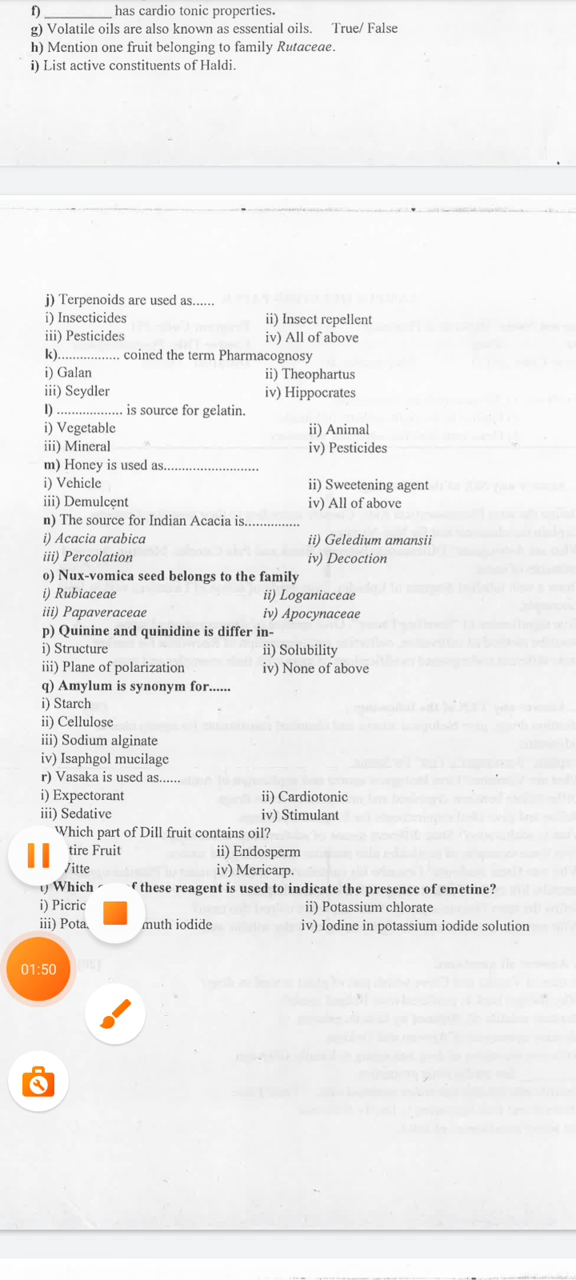 f) __________ has cardio tonic properties.
g) Volatile oils are also known as essential oils. True/ False
h) Mention one fruit belonging to family Rutaceae.
i) List active constituents of Haldi.
j) Terpenoids are used as......
i) Insecticides ii) Insect repellent
iii) Pesticides iv) All of above
k)................. coined the term Pharmacognosy
i) Galan ii) Theophartus
iii) Seydler iv) Hippocrates
l) .................. is source for gelatin.
i) Vegetable ii) Animal
iii) Mineral iv) Pesticides
m) Honey is used as..........................
i) Vehicle ii) Sweetening agent
iii) Demulcent iv) All of above
n) The source for Indian Acacia is...............
i) Acacia arabica ii) Geledium amansii
iii) Percolation iv) Decoction
o) Nux-vomica seed belongs to the family
i) Rubiaceae ii) Loganiaceae
iii) Papaveraceae iv) Apocynaceae
p) Quinine and quinidine is differ in-
i) Structure ii) Solubility
iii) Plane of polarization iv) None of above
q) Amylum is synonym for......
i) Starch
ii) Cellulose
iii) Sodium alginate
iv) Isaphgol mucilage
r) Vasaka is used as......
i) Expectorant ii) Cardiotonic
iii) Sedative iv) Stimulant
Which part of Dill fruit contains oil?
tire Fruit ii) Endosperm
Vitte iv) Mericarp.
t) Which f these reagent is used to indicate the presence of emetine?
i) Picric ii) Potassium chlorate
iii) Pota muth iodide iv) Iodine in potassium iodide solution
01:50